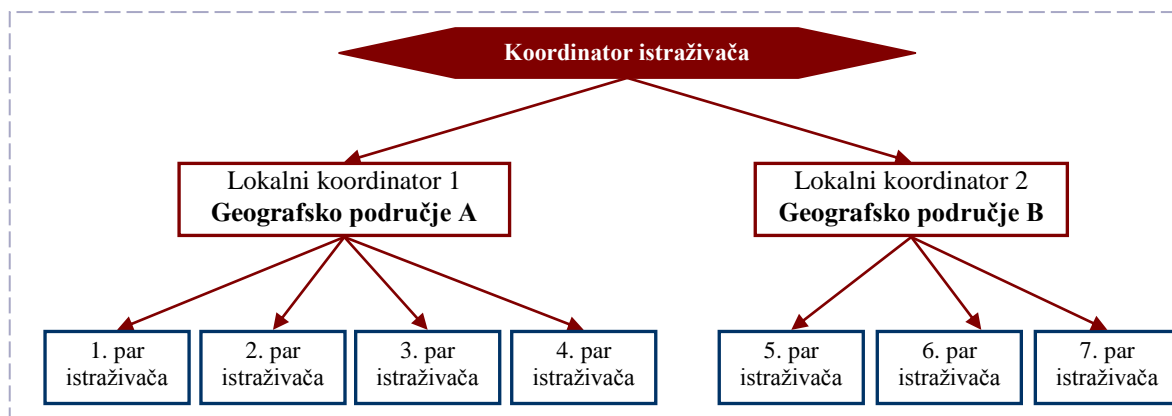 Koordinator istraživača
Lokalni koordinator 1
Geografsko područje A
Lokalni koordinator 2
Geografsko područje B
1. par
istraživača
2. par
istraživača
3. par
istraživača
4. par
istraživača
5. par
istraživača
6. par
istraživača
7. par
istraživača